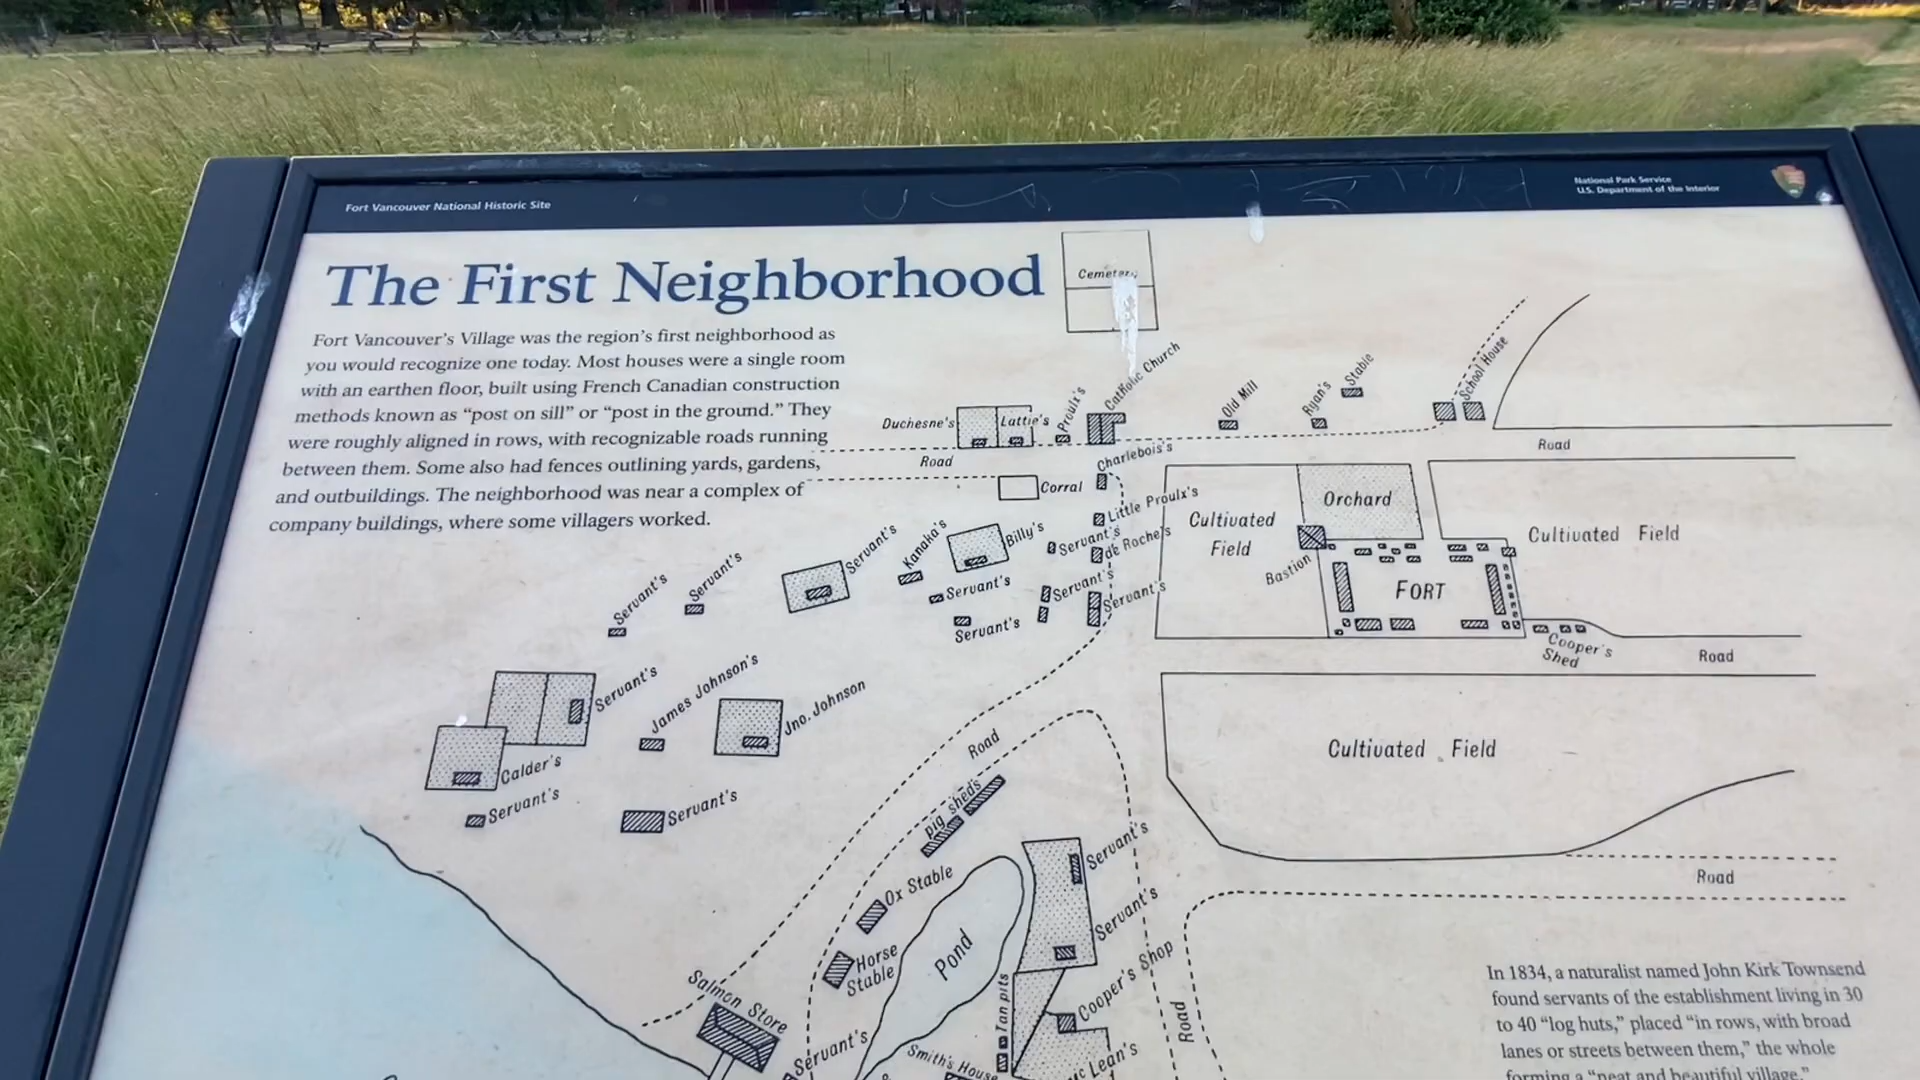 Fort Vancouver National Historic Site
National Park Service
U.S. Department of the Interior
The First Neighborhood
Fort Vancouver's Village was the region's first neighborhood as
you would recognize one today. Most houses were a single room
with an earthen floor, built using French Canadian construction
methods known as “post on sill” or “post in the ground.” They
were roughly aligned in rows, with recognizable roads running
between them. Some also had fences outlining yards, gardens,
and outbuildings. The neighborhood was near a complex of
company buildings, where some villagers worked.
Cemetery
Duchesne's
Lattie's
Proulx's
Catholic Church
Old Mill
Ryan's
Stable
School House
Road
Road
Charlebois's
Corral
Little Proulx's
Servant's
de Roche's
Cultivated
Field
Orchard
Cultivated Field
Bastion
FORT
Cooper's
Shed
Road
Servant's
Servant's
Servant's
Kanaka's
Billy's
Servant's
Servant's
Servant's
Servant's
Servant's
James Johnson's
Jno. Johnson
Calder's
Servant's
Servant's
Road
Cultivated Field
pig sheds
Ox Stable
Horse
Stable
Pond
Servant's
Servant's
Cooper's Shop
Tan pits
Road
Road
Salmon Store
Servant's
Smith's House
Lean's
In 1834, a naturalist named John Kirk Townsend
found servants of the establishment living in 30
to 40 “log huts,” placed “in rows, with broad
lanes or streets between them,” the whole
forming a “neat and beautiful village.”